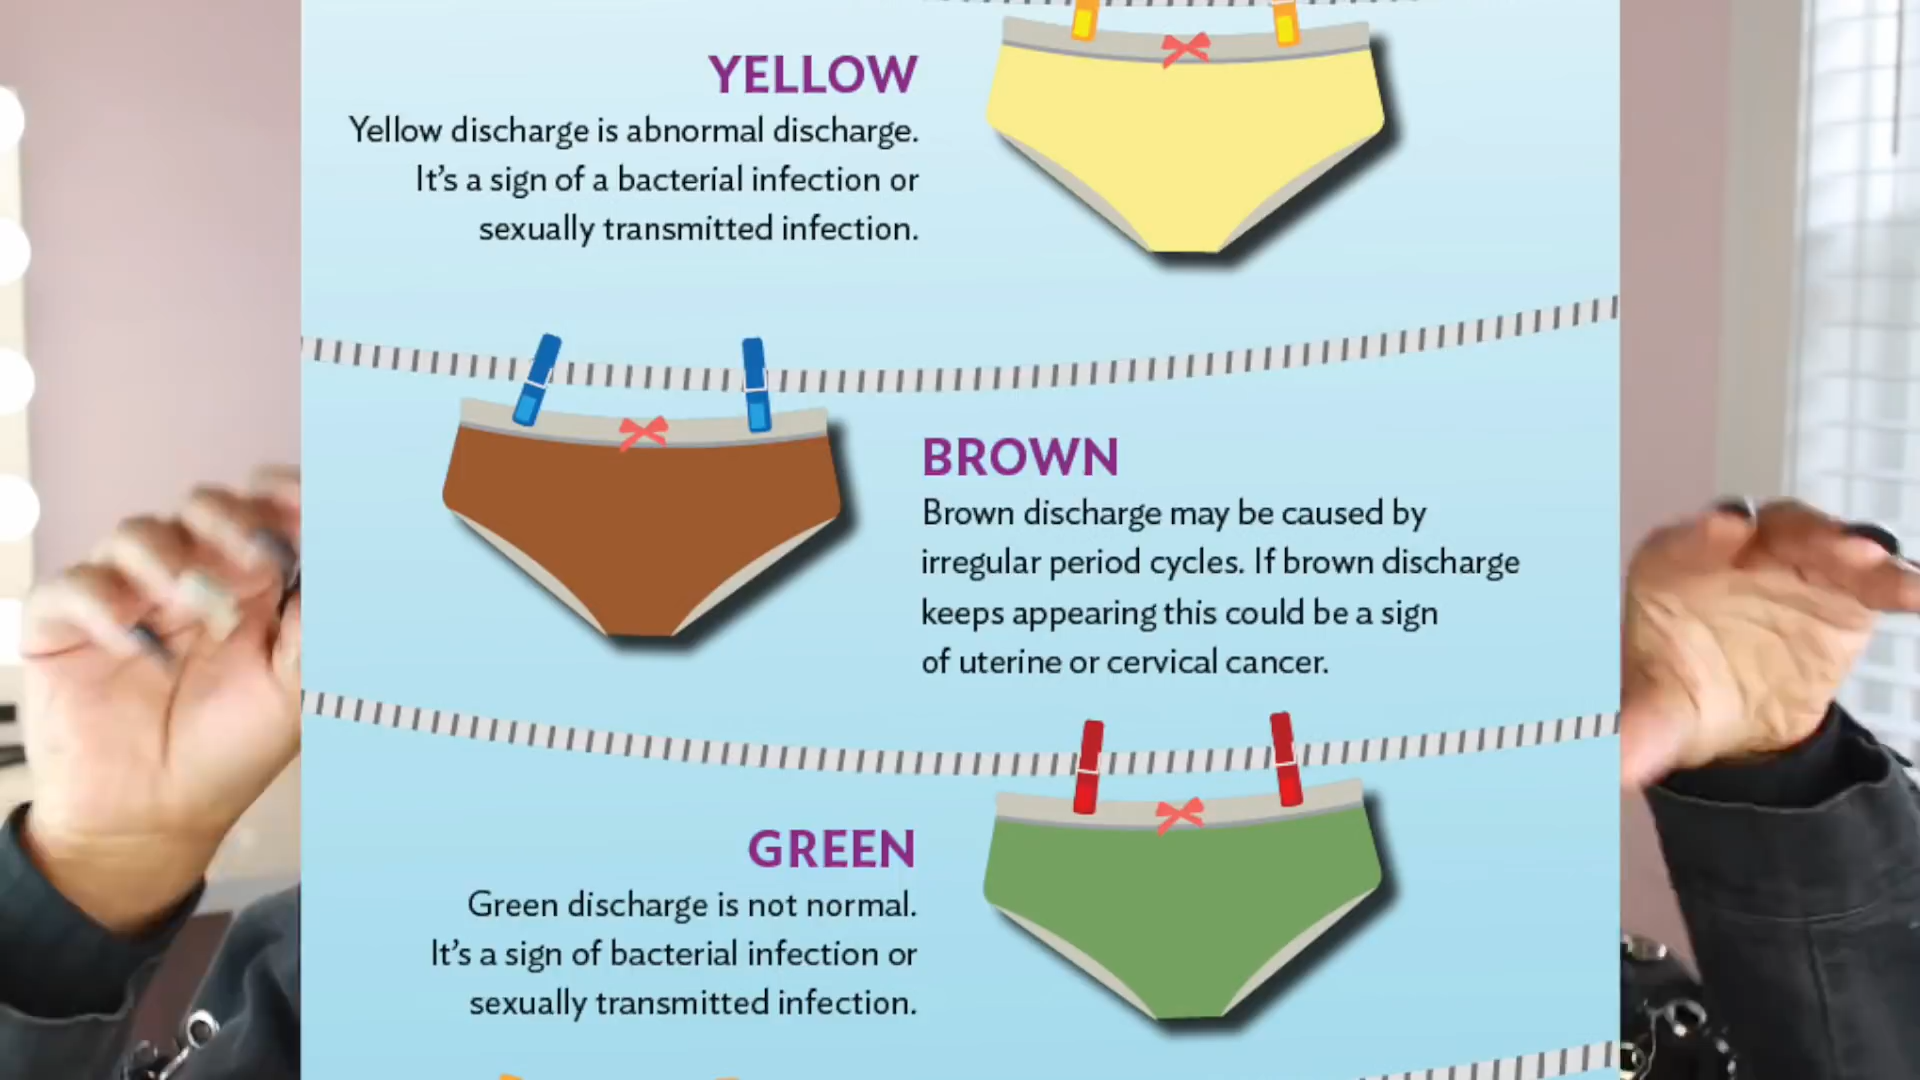 YELLOW
Yellow discharge is abnormal discharge.
It's a sign of a bacterial infection or
sexually transmitted infection.
BROWN
Brown discharge may be caused by
irregular period cycles. If brown discharge
keeps appearing this could be a sign
of uterine or cervical cancer.
GREEN
Green discharge is not normal.
It's a sign of bacterial infection or
sexually transmitted infection.